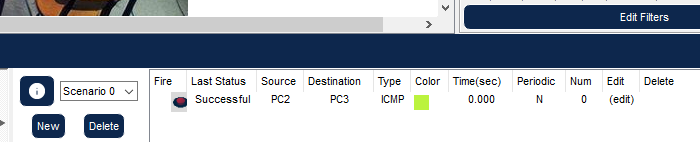 Edit Filters
Fire Last Status Source Destination Type Color Time(sec) Periodic Num Edit Delete
Scenario 0
Successful PC2 PC3 ICMP 0.000 N 0 (edit)
New Delete